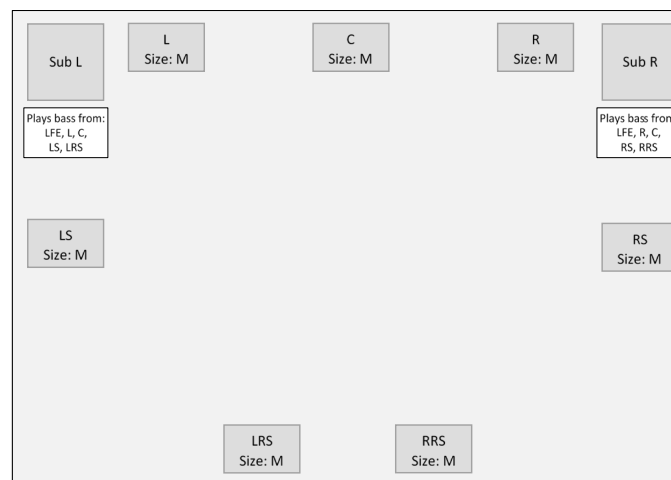 Sub L
L
Size: M
C
Size: M
R
Size: M
Sub R
Plays bass from:
LFE, L, C,
LS, LRS
Plays bass from:
LFE, R, C,
RS, RRS
LS
Size: M
RS
Size: M
LRS
Size: M
RRS
Size: M